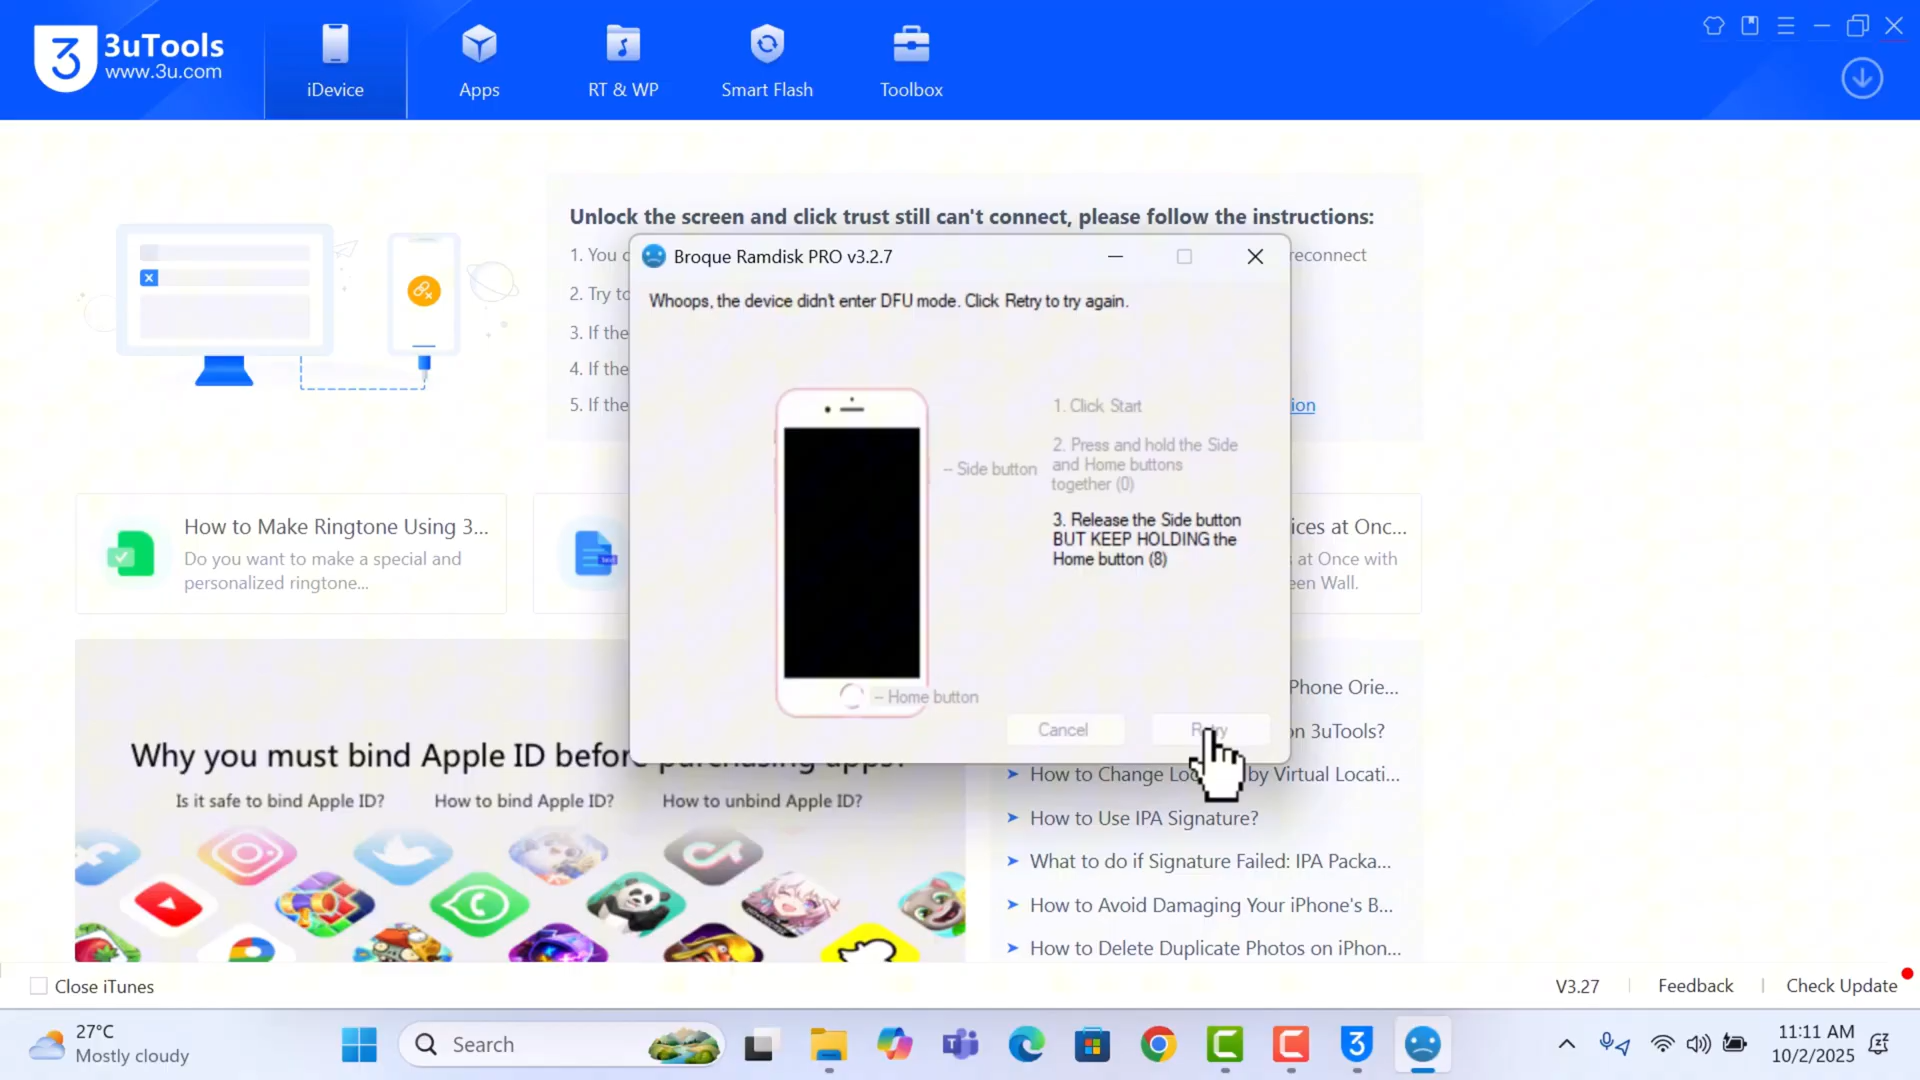 3uTools
www.3u.com
iDevice
Apps
RT & WP
Smart Flash
Toolbox
Unlock the screen and click trust still can't connect, please follow the instructions:
1. You
reconnect
2. Try to
3. If the
4. If the
5. If the
ion
Broque Ramdisk PRO v3.2.7
Whoops, the device didn't enter DFU mode. Click Retry to try again.
1. Click Start
2. Press and hold the Side
and Home buttons
together (0)
-- Side button
3. Release the Side button
BUT KEEP HOLDING the
Home button (8)
-- Home button
Cancel
How to Make Ringtone Using 3...
Do you want to make a special and
personalized ringtone...
ices at Onc...
at Once with
een Wall.
Why you must bind Apple ID before purchasing apps?
Is it safe to bind Apple ID?
How to bind Apple ID?
How to unbind Apple ID?
Phone Orie...
on 3uTools?
How to Change Loc by Virtual Locati...
How to Use IPA Signature?
What to do if Signature Failed: IPA Packa...
How to Avoid Damaging Your iPhone's B...
How to Delete Duplicate Photos on iPhon...
Close iTunes
V3.27
Feedback
Check Update
27°C
Mostly cloudy
Search
11:11 AM
10/2/2025